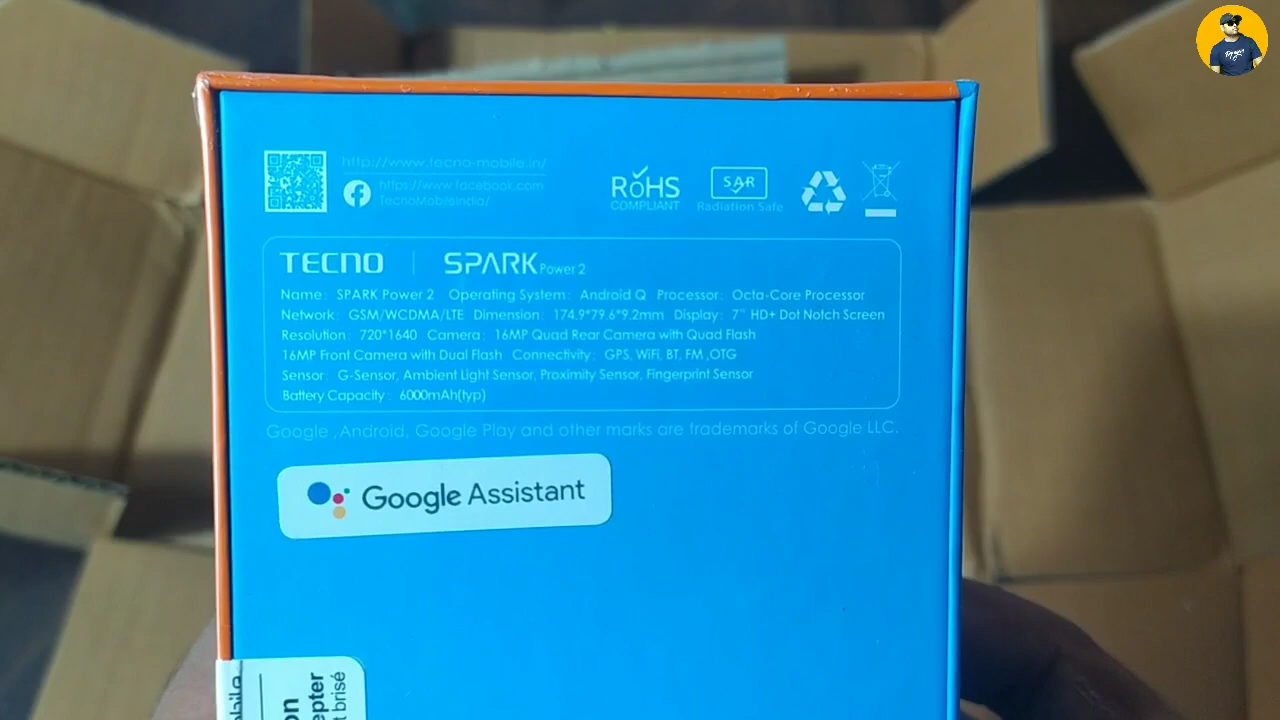 http://www.tecno-mobile.in/
https://www.facebook.com
TecnoMobileIndia/
RoHS
COMPLIANT
SAR
Radiation Safe
TECNO | SPARK Power 2
Name: SPARK Power 2 Operating System: Android Q Processor: Octa-Core Processor
Network: GSM/WCDMA/LTE Dimension: 174.9*79.6*9.2mm Display: 7" HD+ Dot Notch Screen
Resolution: 720*1640 Camera: 16MP Quad Rear Camera with Quad Flash
16MP Front Camera with Dual Flash Connectivity: GPS, WiFi, BT, FM ,OTG
Sensor: G-Sensor, Ambient Light Sensor, Proximity Sensor, Fingerprint Sensor
Battery Capacity: 6000mAh(typ)
Google ,Android, Google Play and other marks are trademarks of Google LLC.
Google Assistant
on
epter
t brisé